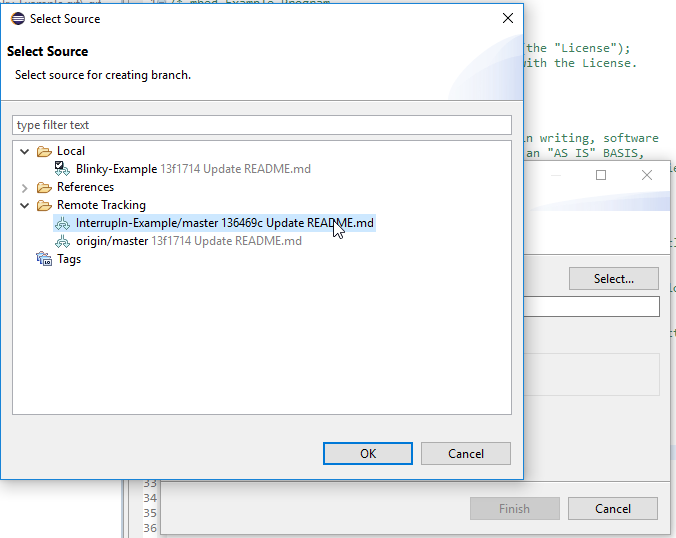 /* mbed Example Program
Select Source
Select Source
Select source for creating branch.
the "License");
with the License.
type filter text
in writing, software
an "AS IS" BASIS,
Local
Blinky-Example 13f1714 Update README.md
References
Remote Tracking
InterrupIn-Example/master 136469c Update README.md
origin/master 13f1714 Update README.md
Tags
Select...
OK
Cancel
33
34
35
36
Finish
Cancel